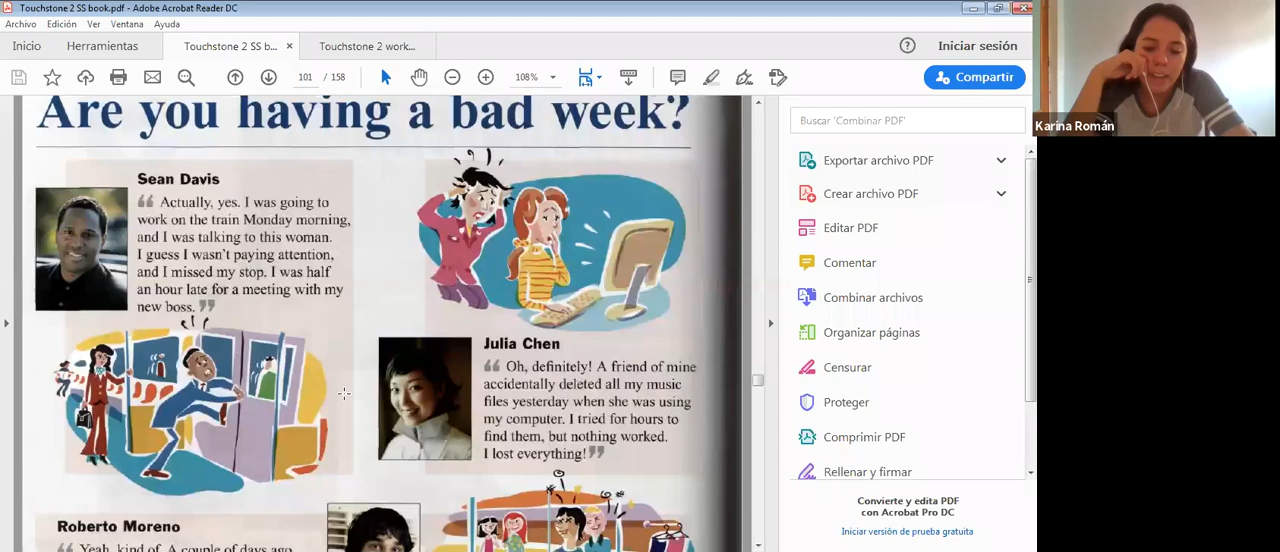 Touchstone 2 SS book.pdf - Adobe Acrobat Reader DC
Archivo Edición Ver Ventana Ayuda
Inicio Herramientas Touchstone 2 SS b... × Touchstone 2 work... Iniciar sesión
101 / 158 108% Compartir
Karina Román
Are you having a bad week?
Sean Davis
“ Actually, yes. I was going to
work on the train Monday morning,
and I was talking to this woman.
I guess I wasn't paying attention,
and I missed my stop. I was half
an hour late for a meeting with my
new boss. ”
Julia Chen
“ Oh, definitely! A friend of mine
accidentally deleted all my music
files yesterday when she was using
my computer. I tried for hours to
find them, but nothing worked.
I lost everything! ”
Roberto Moreno
“ Yeah, kind of. A couple of days ago
Buscar 'Combinar PDF'
Exportar archivo PDF
Crear archivo PDF
Editar PDF
Comentar
Combinar archivos
Organizar páginas
Censurar
Proteger
Comprimir PDF
Rellenar y firmar
Convierte y edita PDF
con Acrobat Pro DC
Iniciar versión de prueba gratuita